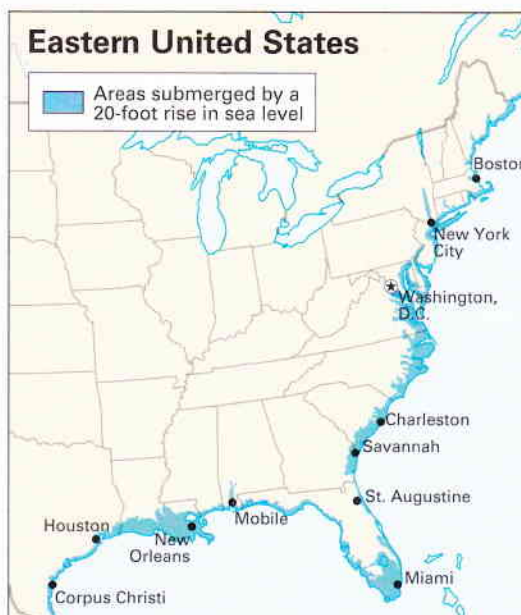 Eastern United States
Areas submerged by a
20-foot rise in sea level
Boston
New York
City
Washington,
D.C.
Charleston
Savannah
St. Augustine
Mobile
Houston
New
Orleans
Miami
Corpus Christi